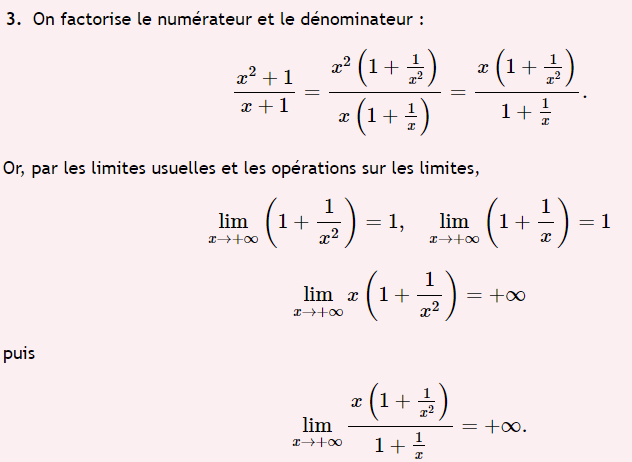 3. On factorise le numérateur et le dénominateur :
\frac{x^2+1}{x+1} = \frac{x^2\left(1+\frac{1}{x^2}\right)}{x\left(1+\frac{1}{x}\right)} = \frac{x\left(1+\frac{1}{x^2}\right)}{1+\frac{1}{x}}.
Or, par les limites usuelles et les opérations sur les limites,
\lim_{x\to+\infty}\left(1+\frac{1}{x^2}\right)=1, \quad \lim_{x\to+\infty}\left(1+\frac{1}{x}\right)=1
\lim_{x\to+\infty} x\left(1+\frac{1}{x^2}\right)=+\infty
puis
\lim_{x\to+\infty} \frac{x\left(1+\frac{1}{x^2}\right)}{1+\frac{1}{x}}=+\infty.